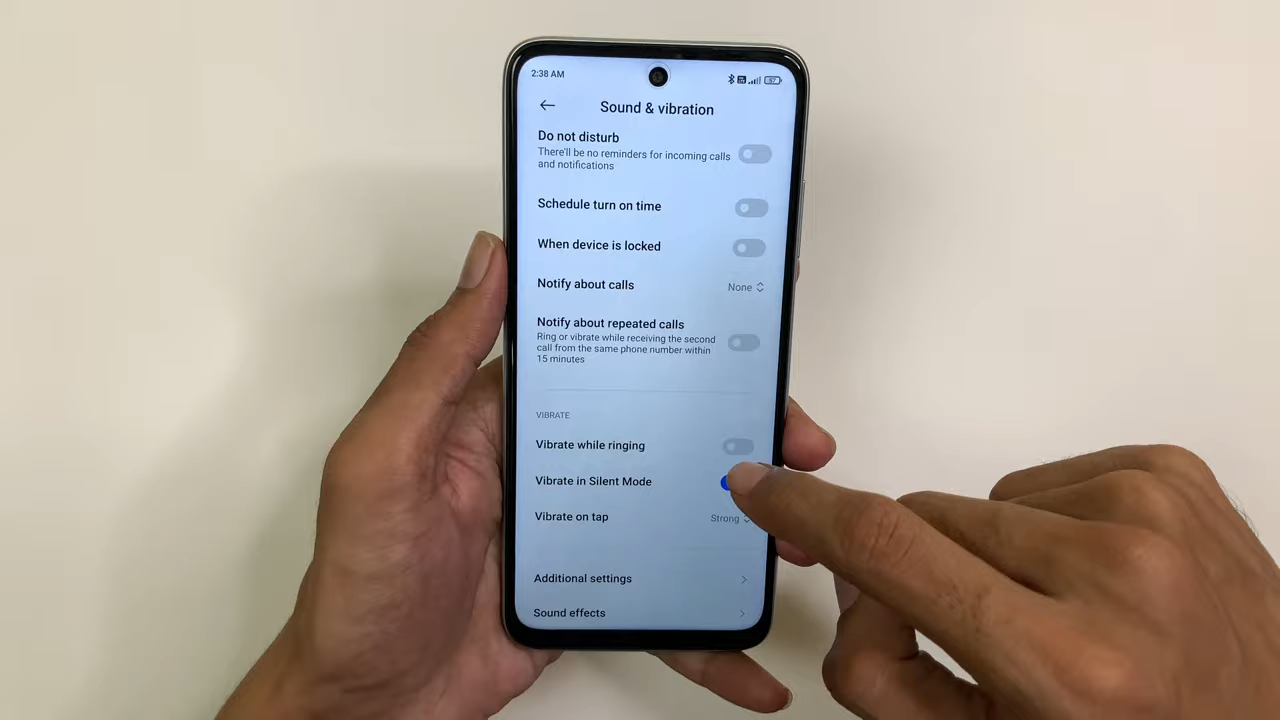 2:38 AM
57
Sound & vibration
Do not disturb
There'll be no reminders for incoming calls
and notifications
Schedule turn on time
When device is locked
Notify about calls
None
Notify about repeated calls
Ring or vibrate while receiving the second
call from the same phone number within
15 minutes
VIBRATE
Vibrate while ringing
Vibrate in Silent Mode
Vibrate on tap
Strong
Additional settings
Sound effects